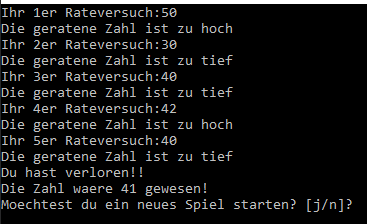 Ihr 1er Rateversuch:50
Die geratene Zahl ist zu hoch
Ihr 2er Rateversuch:30
Die geratene Zahl ist zu tief
Ihr 3er Rateversuch:40
Die geratene Zahl ist zu tief
Ihr 4er Rateversuch:42
Die geratene Zahl ist zu hoch
Ihr 5er Rateversuch:40
Die geratene Zahl ist zu tief
Du hast verloren!!
Die Zahl waere 41 gewesen!
Moechtest du ein neues Spiel starten? [j/n]?